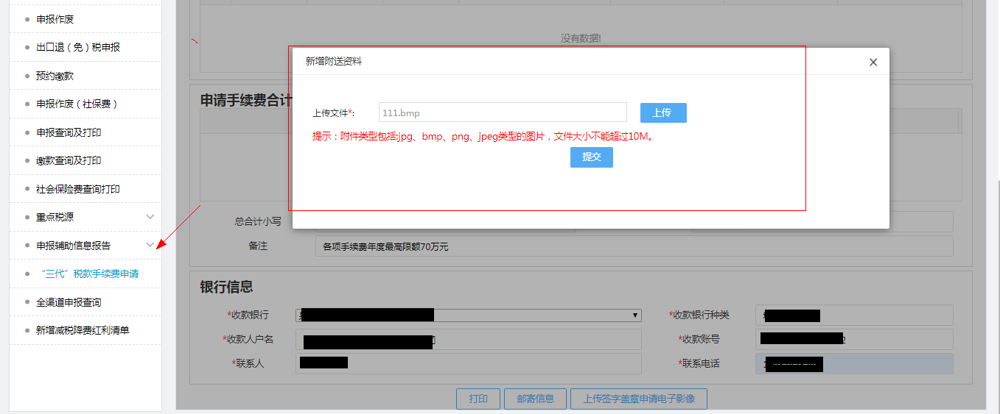 申报作废
出口退（免）税申报
预约缴款
申报作废（社保费）
申报查询及打印
缴款查询及打印
社会保险费查询打印
重点税源
申报辅助信息报告
“三代”税款手续费申请
全渠道申报查询
新增减税降费红利清单
没有数据!
新增附送资料
×
上传文件*:
111.bmp
上传
提示：附件类型包括:jpg、bmp、png、jpeg类型的图片，文件大小不能超过10M。
提交
申请手续费合计
总合计小写
备注
各项手续费年度最高限额70万元
银行信息
*收款银行
*收款银行种类
*收款人户名
*收款账号
2
*联系人
*联系电话
打印
邮寄信息
上传签字盖章申请电子影像